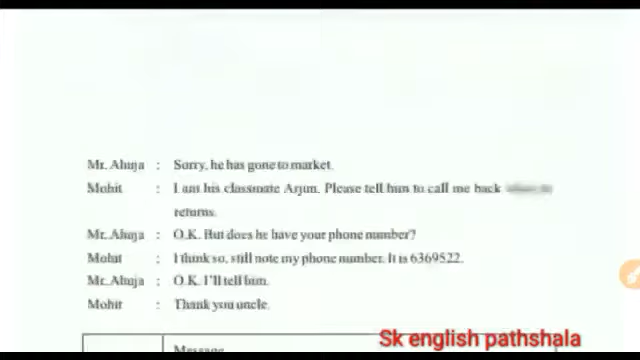 Mr. Ahuja : Sorry, he has gone to market.
Mohit : I am his classmate Arjun. Please tell him to call me back
returns.
Mr. Ahuja : O.K. But does he have your phone number?
Mohit : I think so, still note my phone number. It is 6369522.
Mr. Ahuja : O.K. I'll tell him.
Mohit : Thank you uncle.
Message
Sk english pathshala